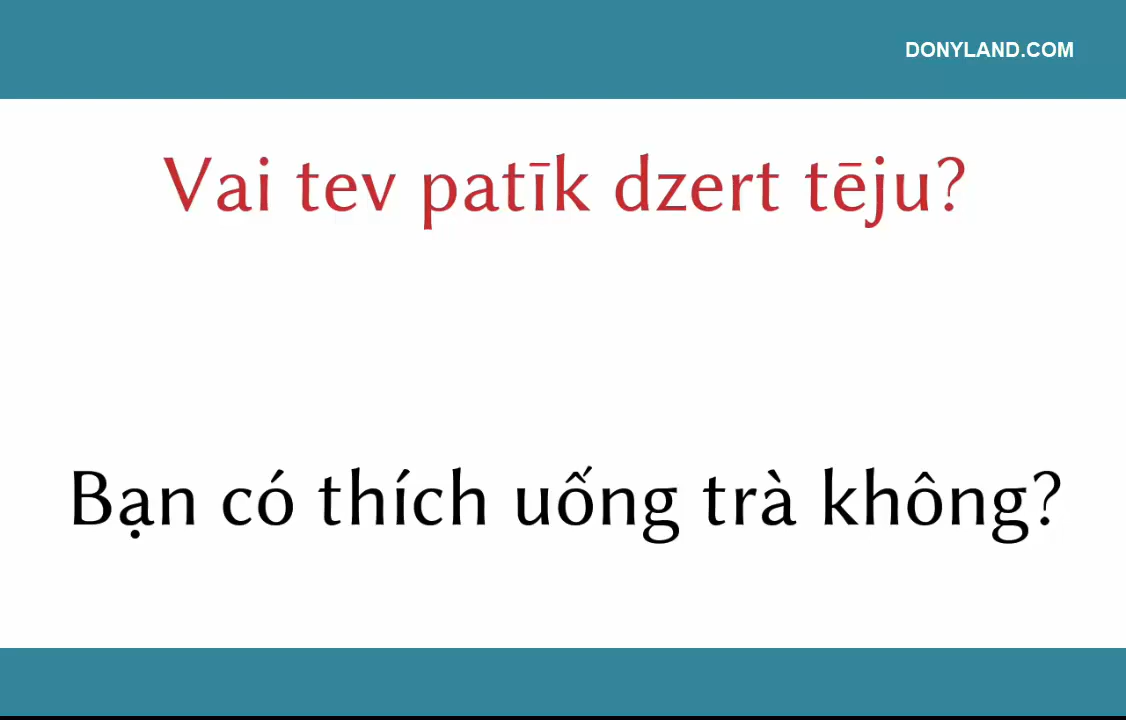 DONYLAND.COM
Vai tev patīk dzert tēju?
Bạn có thích uống trà không?